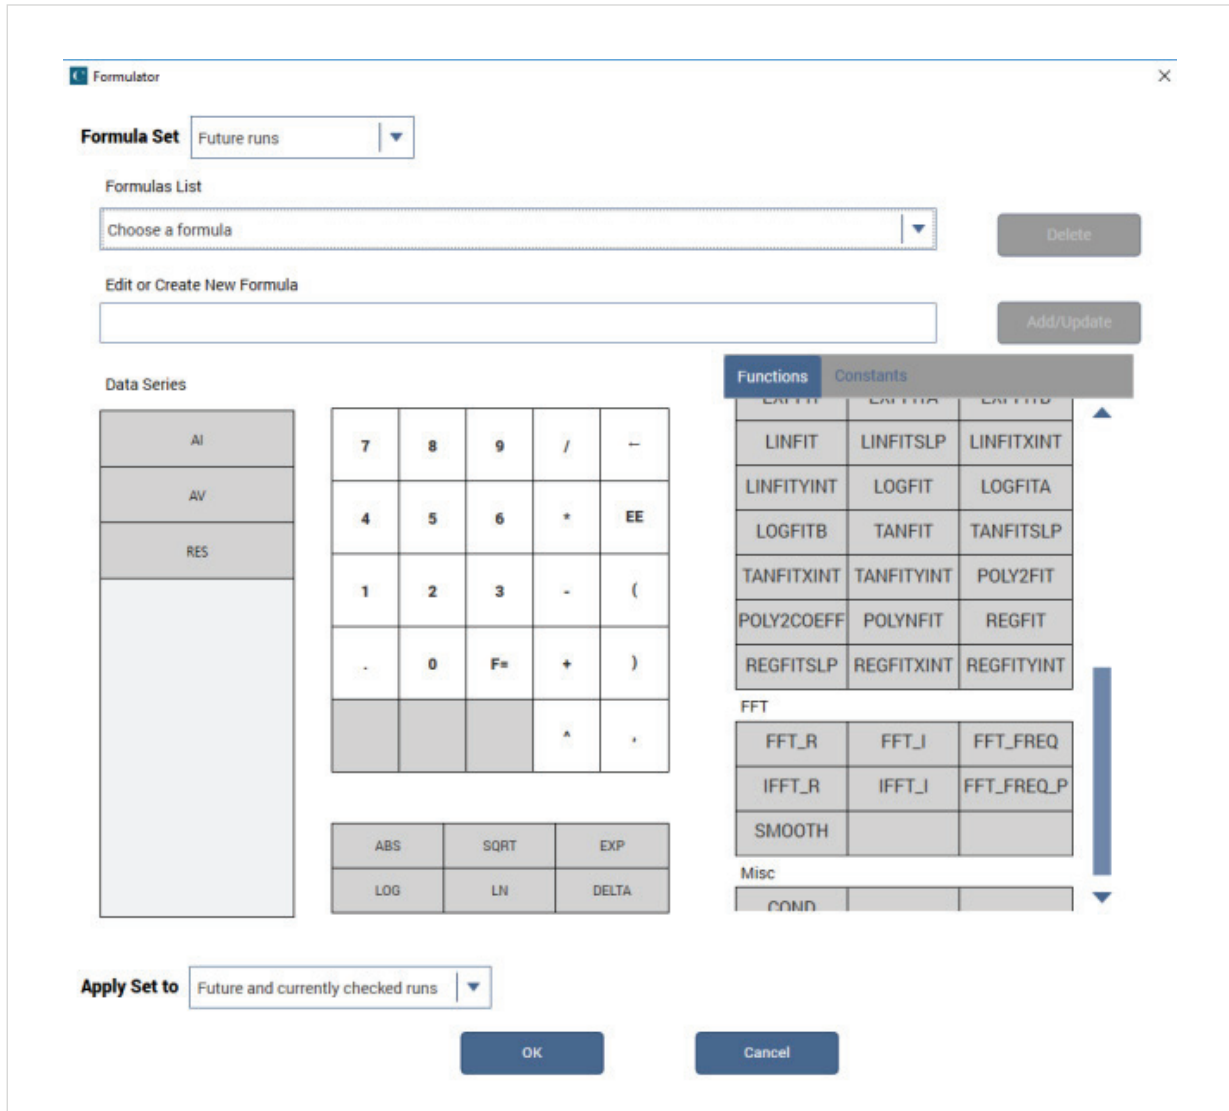 Formulator
Formula Set Future runs
Formulas List
Choose a formula
Delete
Edit or Create New Formula
Add/Update
Functions Constants
Data Series
AI
AV
RES
7 8 9 / ←
4 5 6 * EE
1 2 3 - (
. 0 F= + )
^ ,
ABS SQRT EXP
LOG LN DELTA
LINFIT LINFITSLP LINFITXINT
LINFITYINT LOGFIT LOGFITA
LOGFITB TANFIT TANFITSLP
TANFITXINT TANFITYINT POLY2FIT
POLY2COEFF POLYNFIT REGFIT
REGFITSLP REGFITXINT REGFITYINT
FFT
FFT_R FFT_I FFT_FREQ
IFFT_R IFFT_I FFT_FREQ_P
SMOOTH
Misc
COND
Apply Set to Future and currently checked runs
OK Cancel